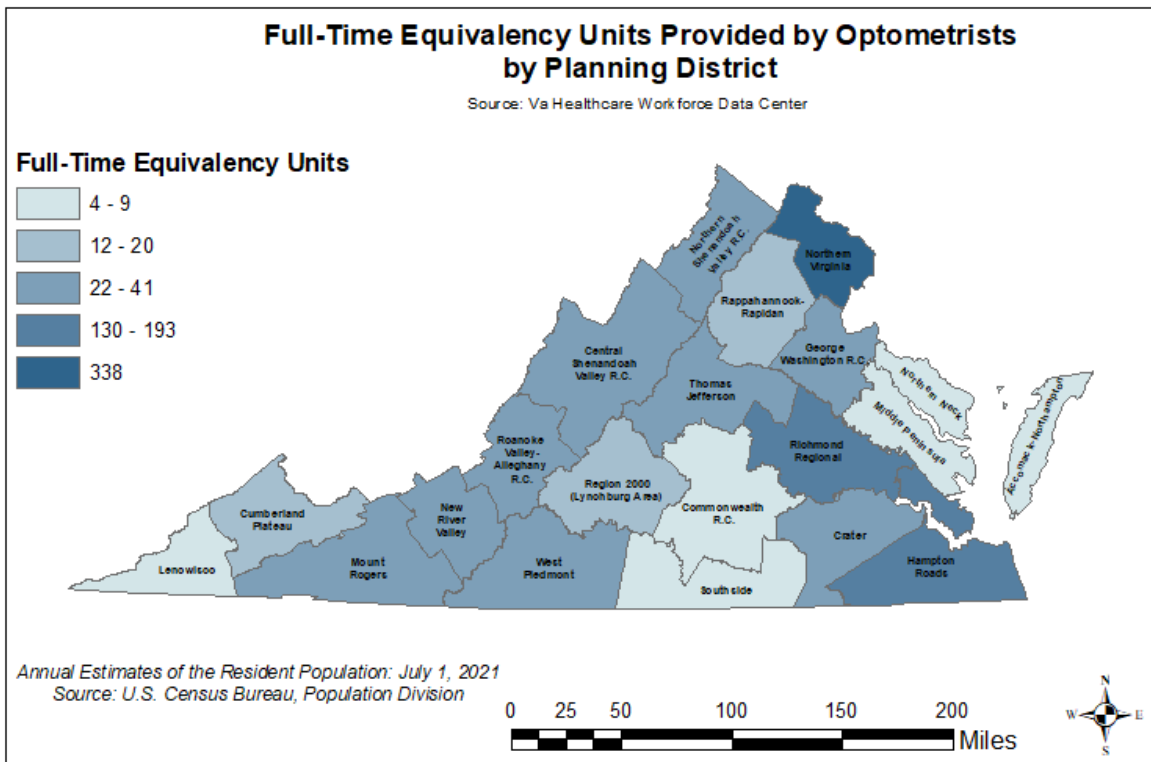 Full-Time Equivalency Units Provided by Optometrists
by Planning District
Source: Va Healthcare Workforce Data Center
Full-Time Equivalency Units
4 - 9
12 - 20
22 - 41
130 - 193
338
Northern
Shenandoah
Valley R.C.
Northern
Virginia
Rappahannock-
Rapidan
Central
Shenandoah
Valley R.C.
George
Washington R.C.
Northern Neck
Thomas
Jefferson
Middle Peninsula
Accomack-Northampton
Roanoke
Valley-
Alleghany
R.C.
Richmond
Regional
Region 2000
(Lynchburg Area)
Commonwealth
R.C.
Cumberland
Plateau
New
River
Valley
Crater
Lenowisco
Mount
Rogers
West
Piedmont
Hampton
Roads
Southside
Annual Estimates of the Resident Population: July 1, 2021
Source: U.S. Census Bureau, Population Division
0 25 50 100 150 200
Miles
N
W E
S